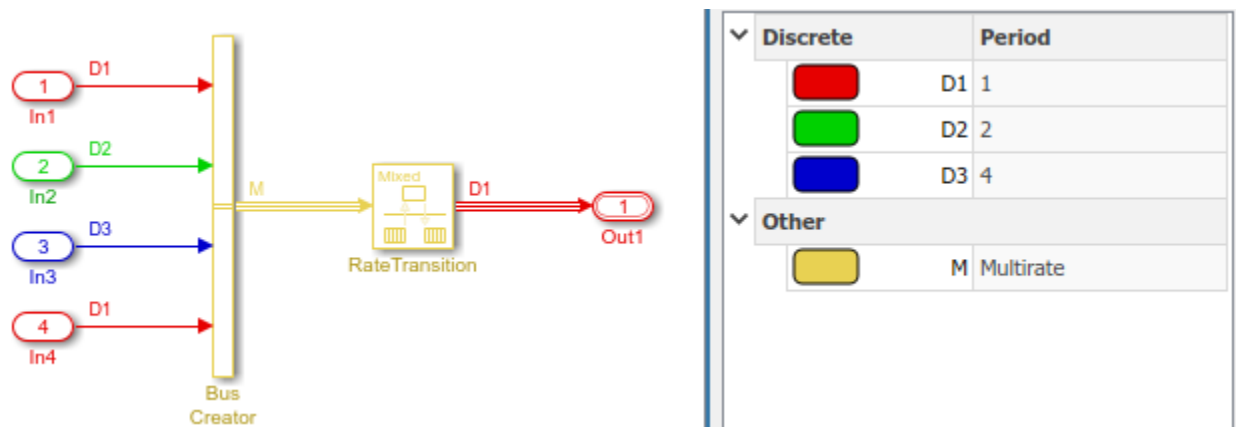 D1
1
In1
D2
2
In2
D3
3
In3
D1
4
In4
Bus
Creator
M
Mixed
RateTransition
D1
1
Out1
Discrete Period
D1 1
D2 2
D3 4
Other
M Multirate